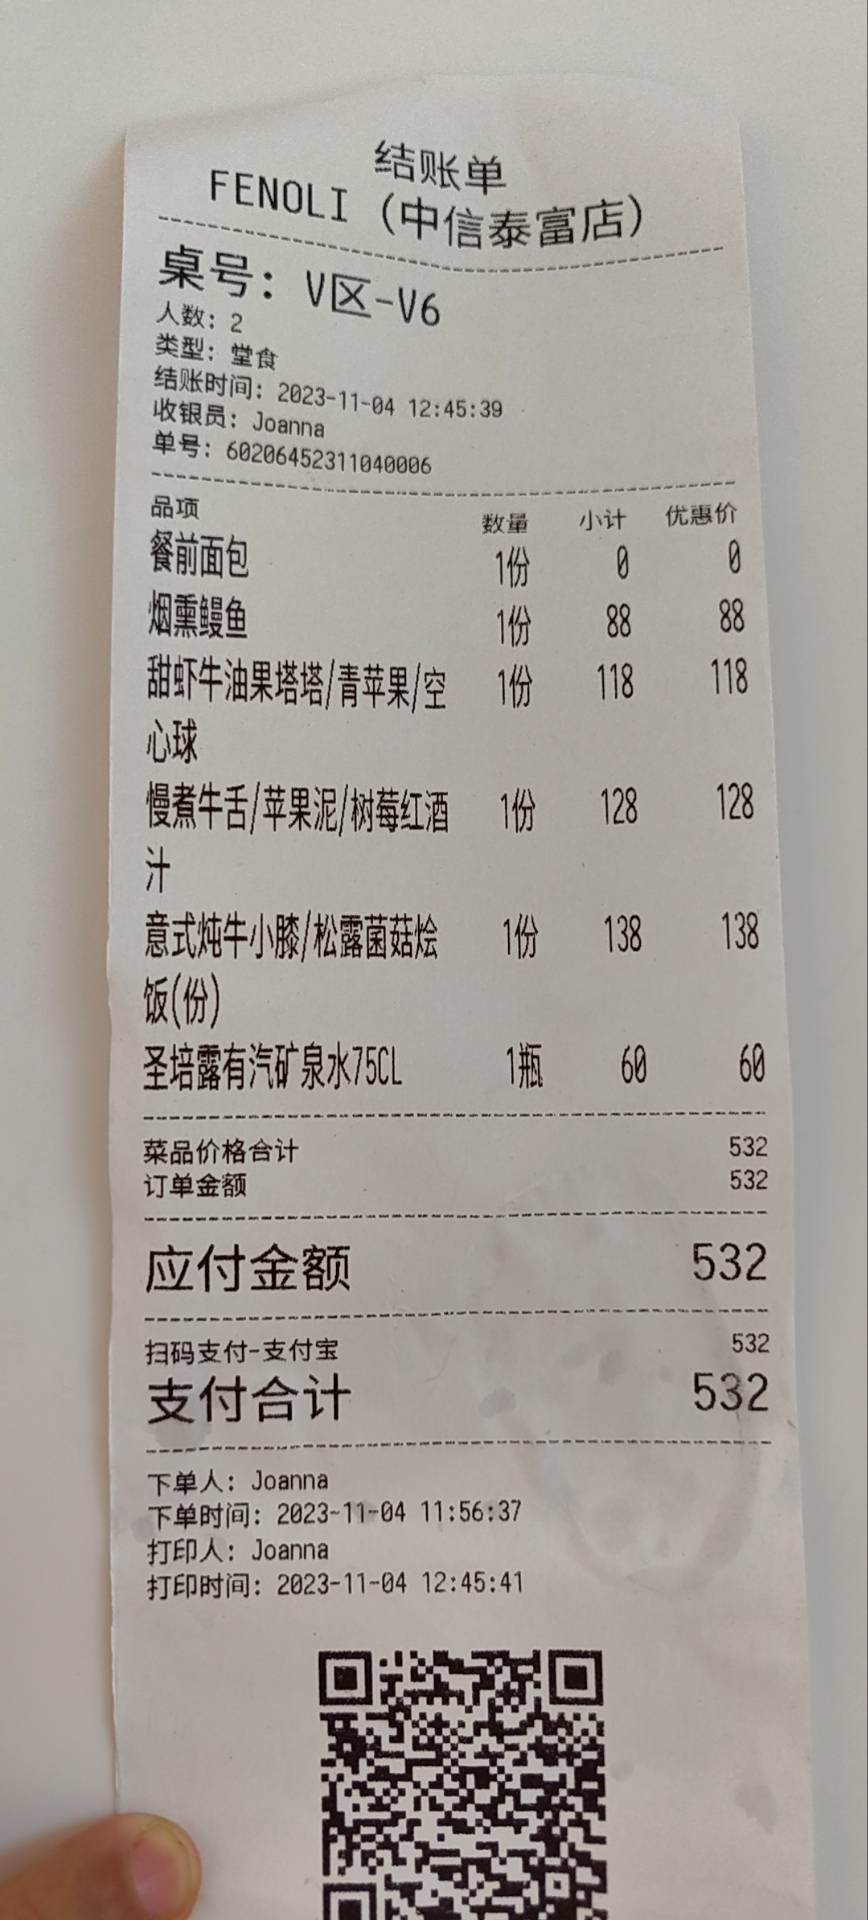 结账单
FENOLI (中信泰富店)
桌号: V区-V6
人数: 2
类型: 堂食
结账时间: 2023-11-04 12:45:39
收银员: Joanna
单号: 60206452311040006
品项 数量 小计 优惠价
餐前面包 1份 0 0
烟熏鳗鱼 1份 88 88
甜虾牛油果塔塔/青苹果/空 1份 118 118
心球
慢煮牛舌/苹果泥/树莓红酒 1份 128 128
汁
意式炖牛小膝/松露菌菇烩 1份 138 138
饭(份)
圣培露有汽矿泉水75CL 1瓶 60 60
菜品价格合计 532
订单金额 532
应付金额 532
扫码支付-支付宝 532
支付合计 532
下单人: Joanna
下单时间: 2023-11-04 11:56:37
打印人: Joanna
打印时间: 2023-11-04 12:45:41